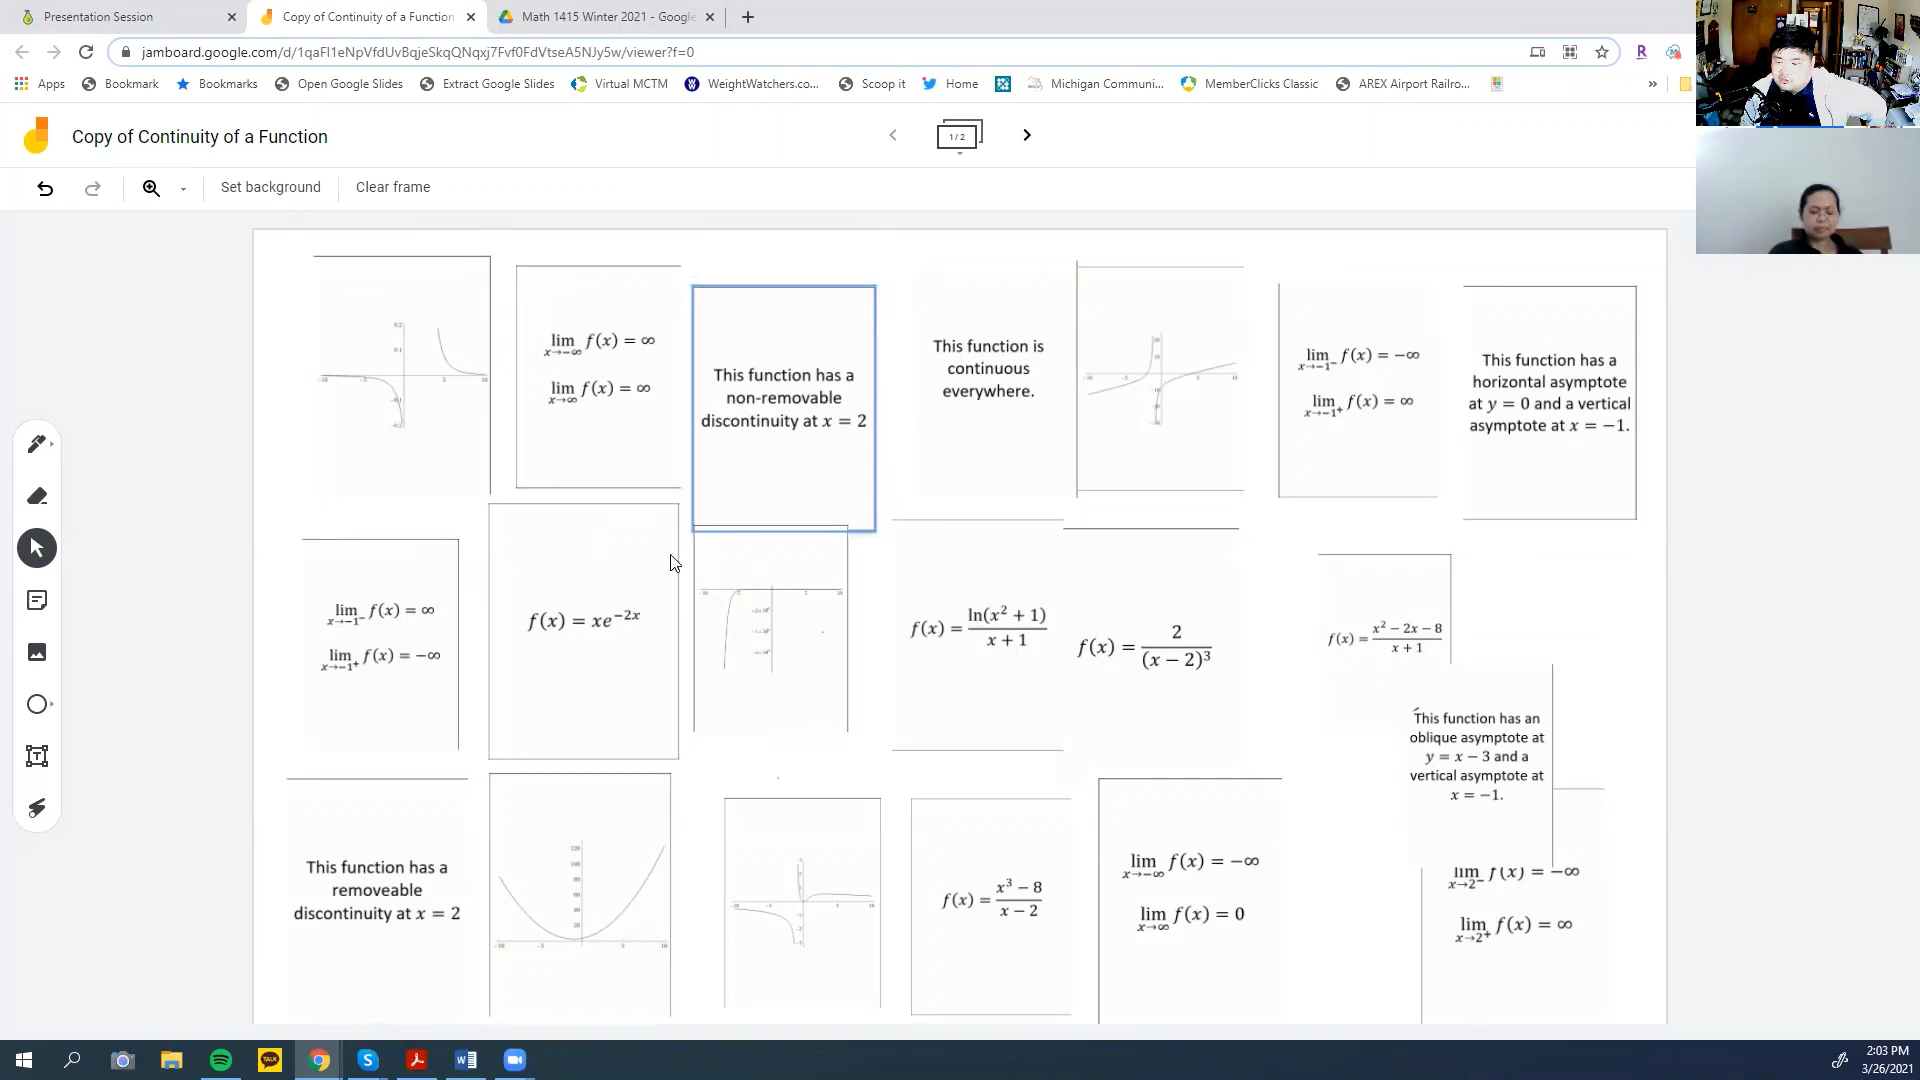 Presentation Session
Copy of Continuity of a Function
Math 1415 Winter 2021 - Google
jamboard.google.com/d/1qaFI1eNpVfdUvBqjeSkqQNqxj7Fvf0FdVtseA5NJy5w/viewer?f=0
Apps
Bookmark
Bookmarks
Open Google Slides
Extract Google Slides
Virtual MCTM
WeightWatchers.co...
Scoop it
Home
Michigan Communi...
MemberClicks Classic
AREX Airport Railro...
Copy of Continuity of a Function
1 / 2
Set background
Clear frame
lim x→−∞ f(x) = ∞
lim x→∞ f(x) = ∞
This function has a
non-removable
discontinuity at x = 2
This function is
continuous
everywhere.
lim x→−1⁻ f(x) = −∞
lim x→−1⁺ f(x) = ∞
This function has a
horizontal asymptote
at y = 0 and a vertical
asymptote at x = −1.
lim x→−1⁻ f(x) = ∞
lim x→−1⁺ f(x) = −∞
f(x) = xe^{−2x}
f(x) = ln(x² + 1) / x + 1
f(x) = 2 / (x − 2)³
f(x) = x² − 2x − 8 / x + 1
This function has an
oblique asymptote at
y = x − 3 and a
vertical asymptote at
x = −1.
This function has a
removeable
discontinuity at x = 2
f(x) = x³ − 8 / x − 2
lim x→−∞ f(x) = −∞
lim x→∞ f(x) = 0
lim x→2⁻ f(x) = −∞
lim x→2⁺ f(x) = ∞
2:03 PM
3/26/2021